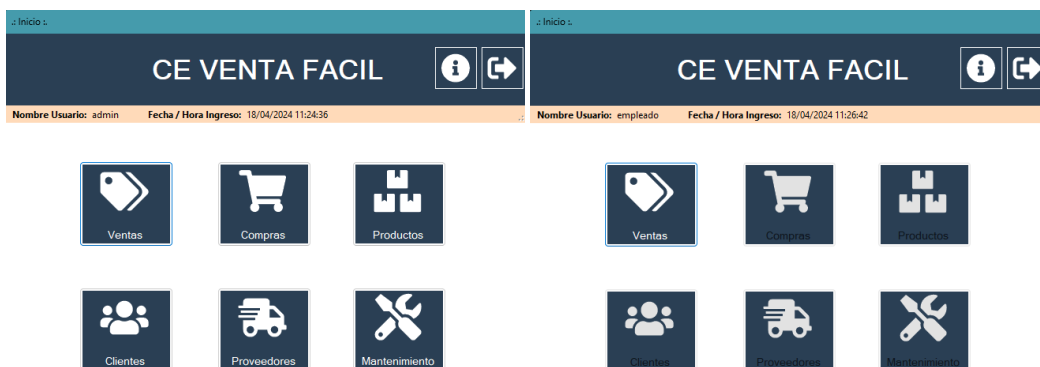 .: Inicio :.
CE VENTA FACIL
Nombre Usuario: admin Fecha / Hora Ingreso: 18/04/2024 11:24:36
Ventas Compras Productos
Clientes Proveedores Mantenimiento
.: Inicio :.
CE VENTA FACIL
Nombre Usuario: empleado Fecha / Hora Ingreso: 18/04/2024 11:26:42
Ventas Compras Productos
Clientes Proveedores Mantenimiento